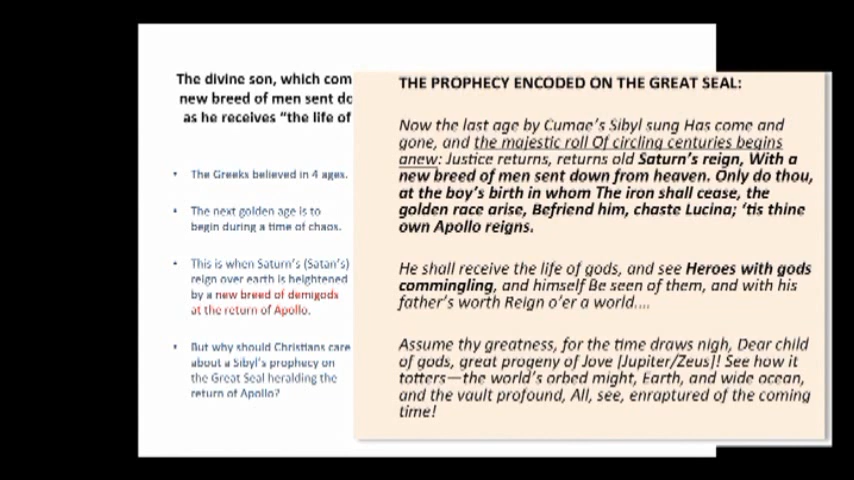 The divine son, which com
new breed of men sent do
as he receives "the life of
• The Greeks believed in 4 ages.
• The next golden age is to
begin during a time of chaos.
• This is when Saturn's (Satan's)
reign over earth is heightened
by a new breed of demigods
at the return of Apollo.
• But why should Christians care
about a Sibyl's prophecy on
the Great Seal heralding the
return of Apollo?
THE PROPHECY ENCODED ON THE GREAT SEAL:
Now the last age by Cumae's Sibyl sung Has come and
gone, and the majestic roll Of circling centuries begins
anew: Justice returns, returns old Saturn's reign, With a
new breed of men sent down from heaven. Only do thou,
at the boy's birth in whom The iron shall cease, the
golden race arise, Befriend him, chaste Lucina; 'tis thine
own Apollo reigns.
He shall receive the life of gods, and see Heroes with gods
commingling, and himself Be seen of them, and with his
father's worth Reign o'er a world....
Assume thy greatness, for the time draws nigh, Dear child
of gods, great progeny of Jove [Jupiter/Zeus]! See how it
totters—the world's orbed might, Earth, and wide ocean,
and the vault profound, All, see, enraptured of the coming
time!